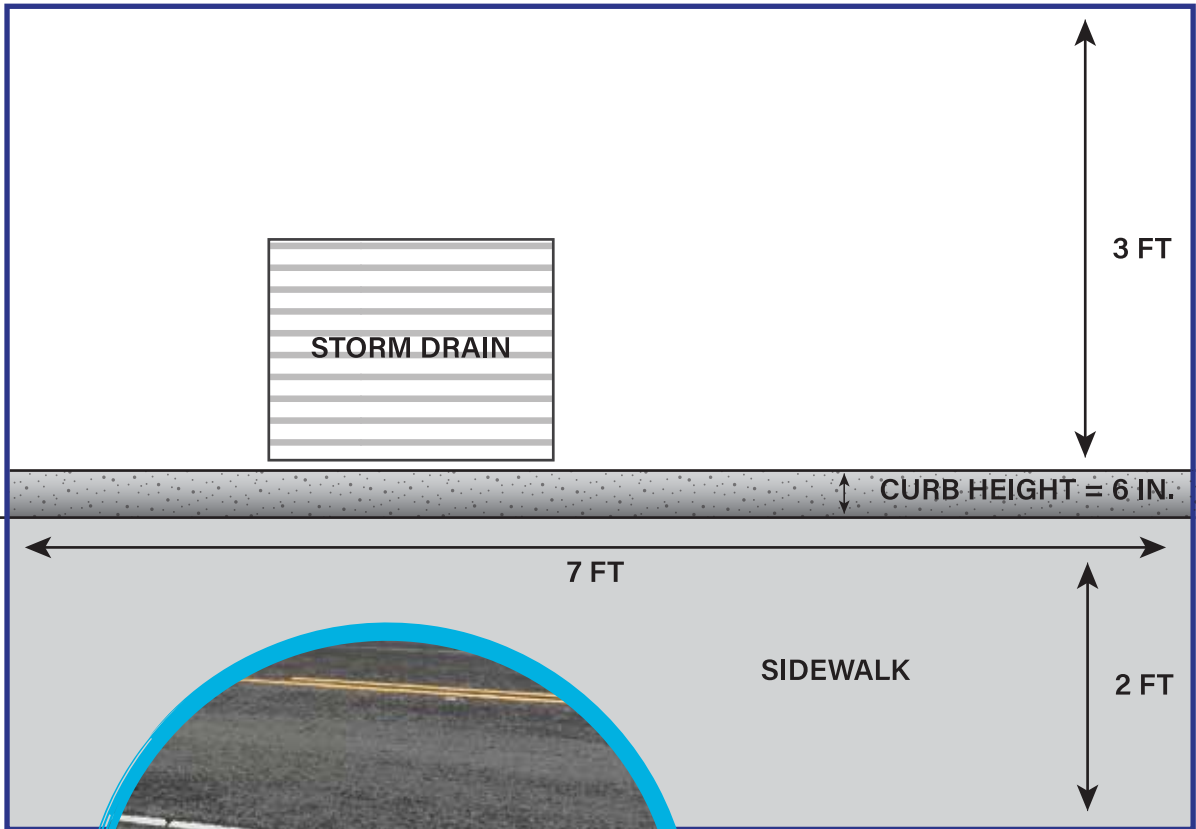 3 FT
STORM DRAIN
CURB HEIGHT = 6 IN.
7 FT
SIDEWALK
2 FT